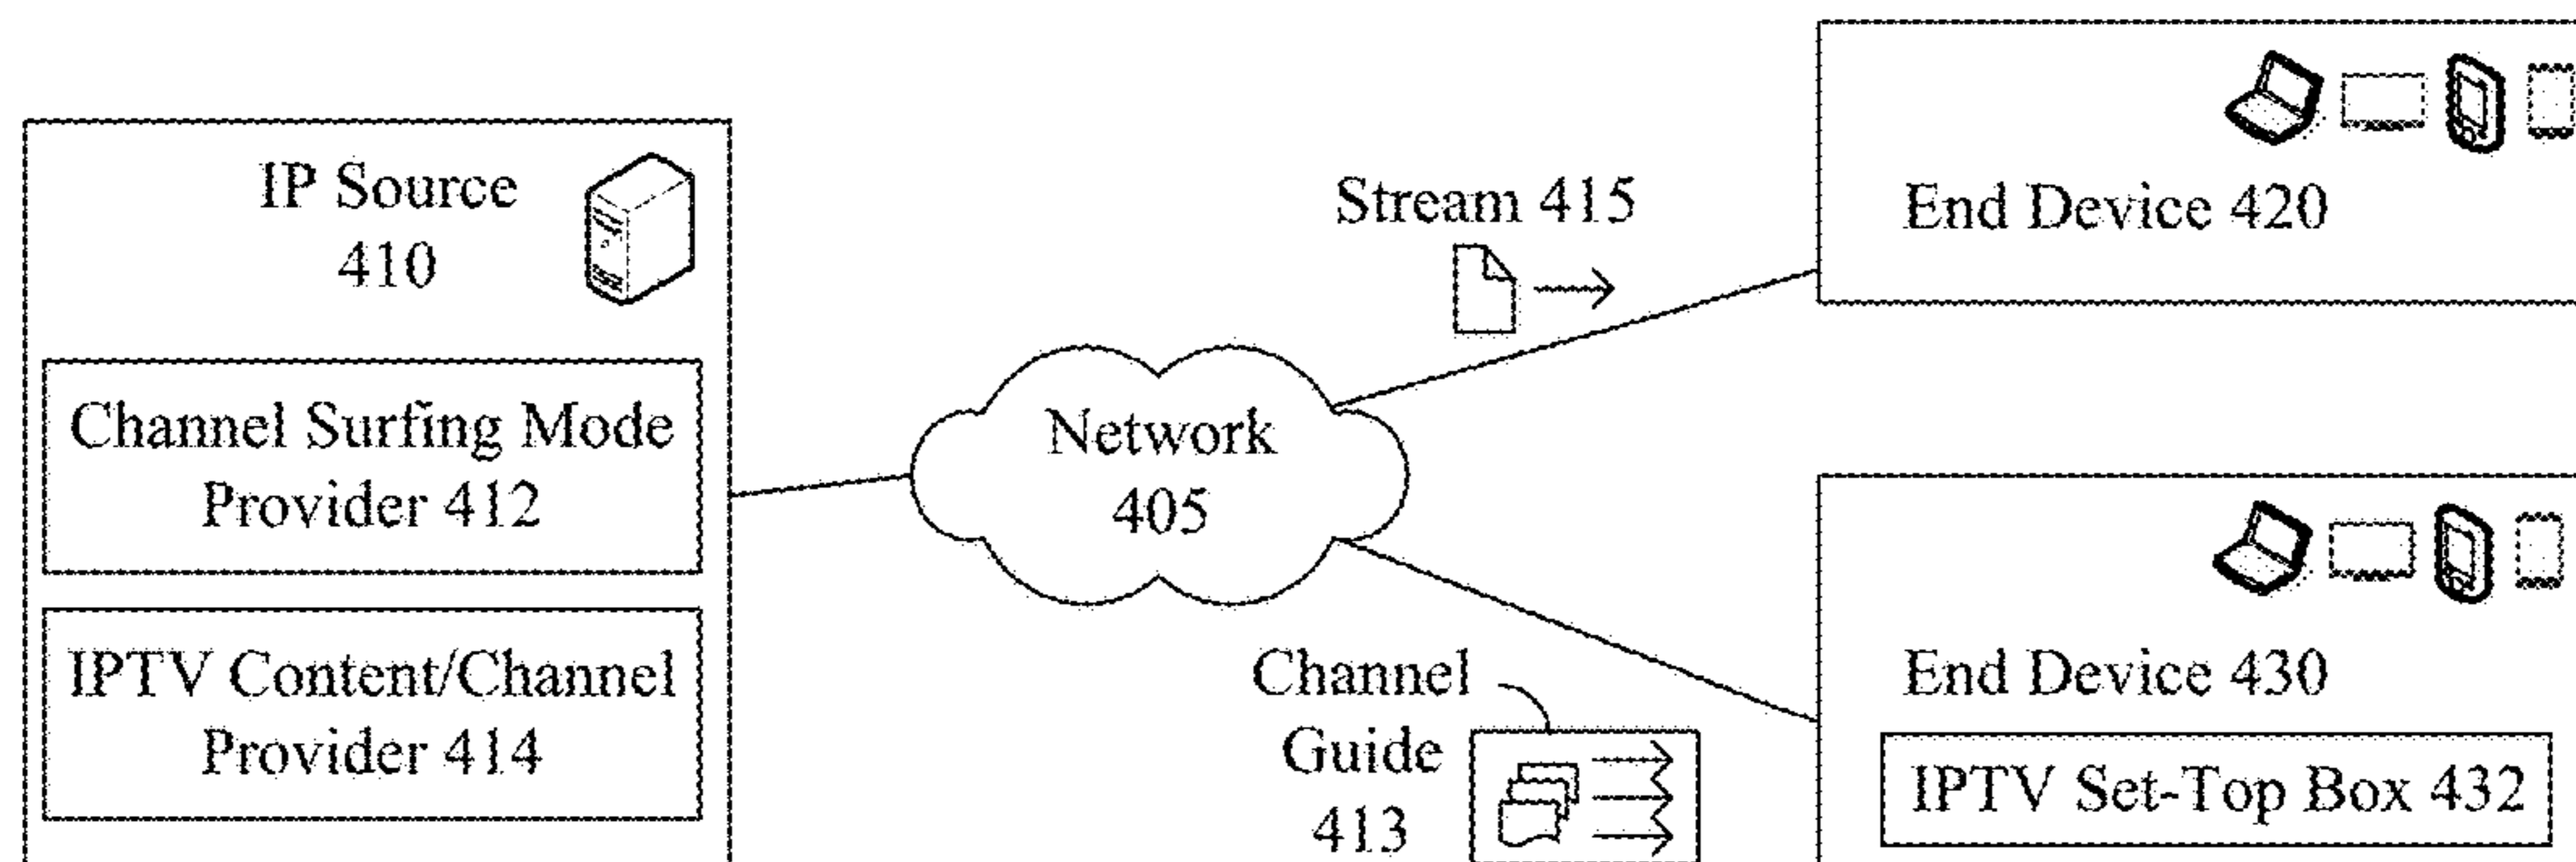 IP Source
410
Channel Surfing Mode
Provider 412
IPTV Content/Channel
Provider 414
Network
405
Stream 415
Channel
Guide
413
End Device 420
End Device 430
IPTV Set-Top Box 432